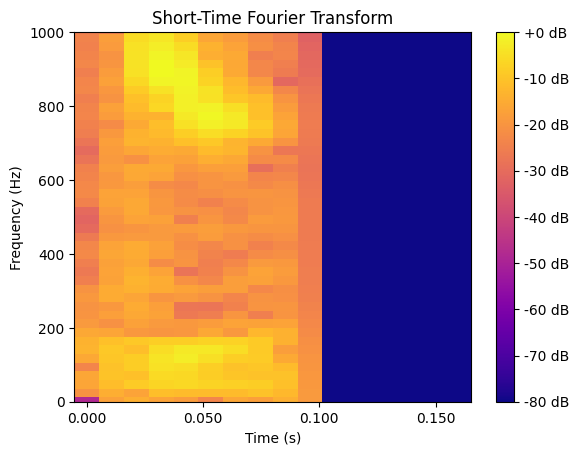 Short-Time Fourier Transform
Frequency (Hz)
1000
800
600
400
200
0
0.000
0.050
0.100
0.150
Time (s)
+0 dB
-10 dB
-20 dB
-30 dB
-40 dB
-50 dB
-60 dB
-70 dB
-80 dB